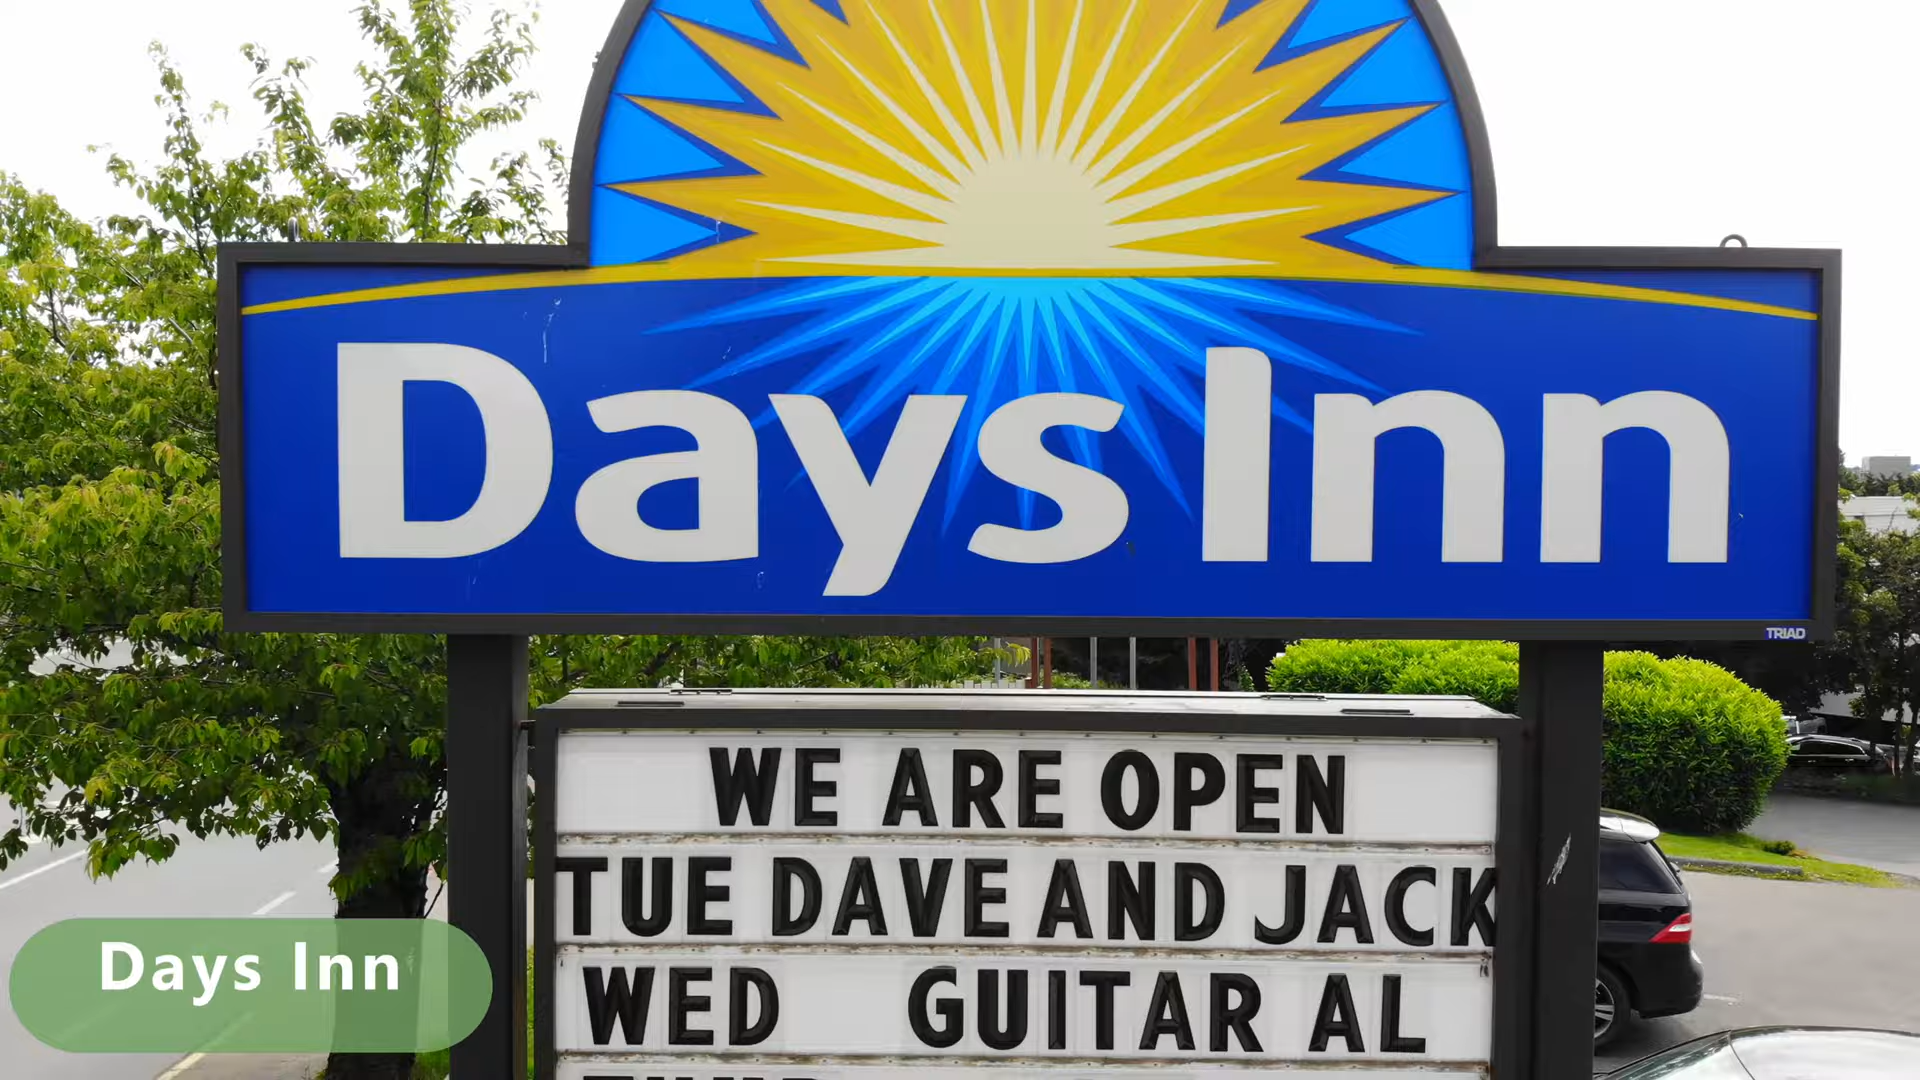 Days Inn
TRIAD
WE ARE OPEN
TUE DAVE AND JACK
WED GUITAR AL
Days Inn